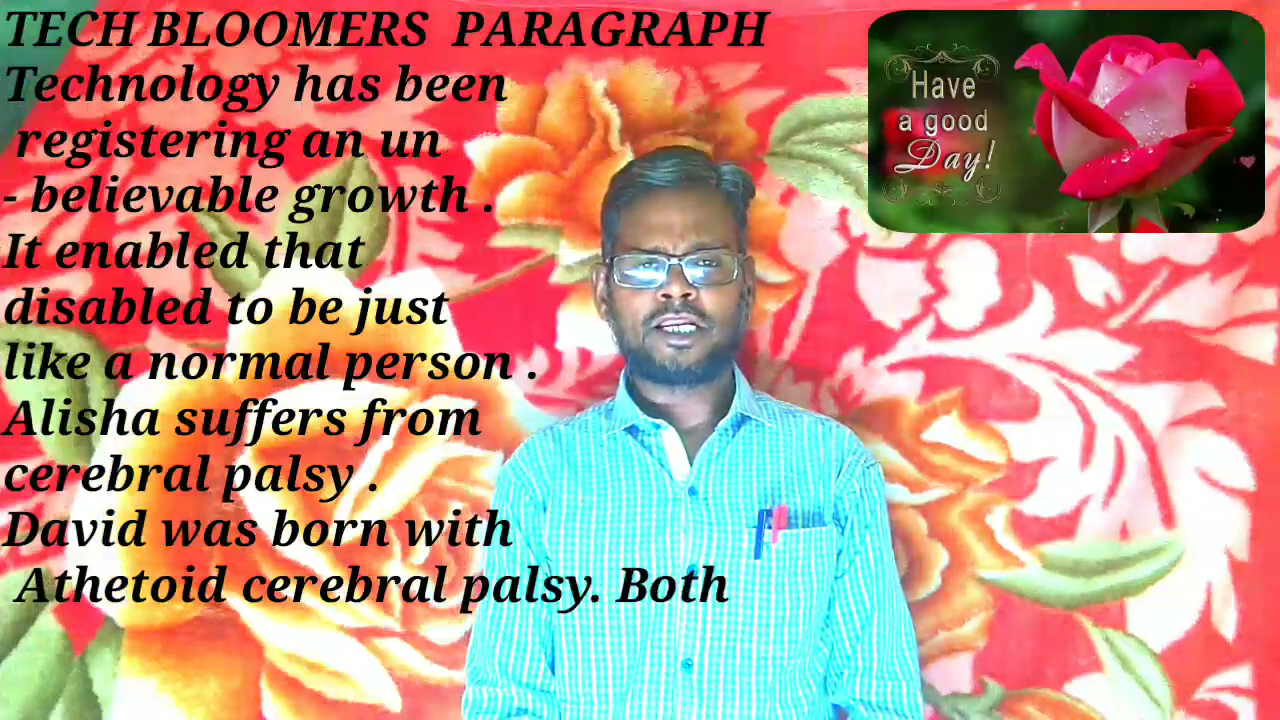 TECH BLOOMERS PARAGRAPH
Technology has been
registering an un
- believable growth .
It enabled that
disabled to be just
like a normal person .
Alisha suffers from
cerebral palsy .
David was born with
Athetoid cerebral palsy. Both
Have
a good
Day!